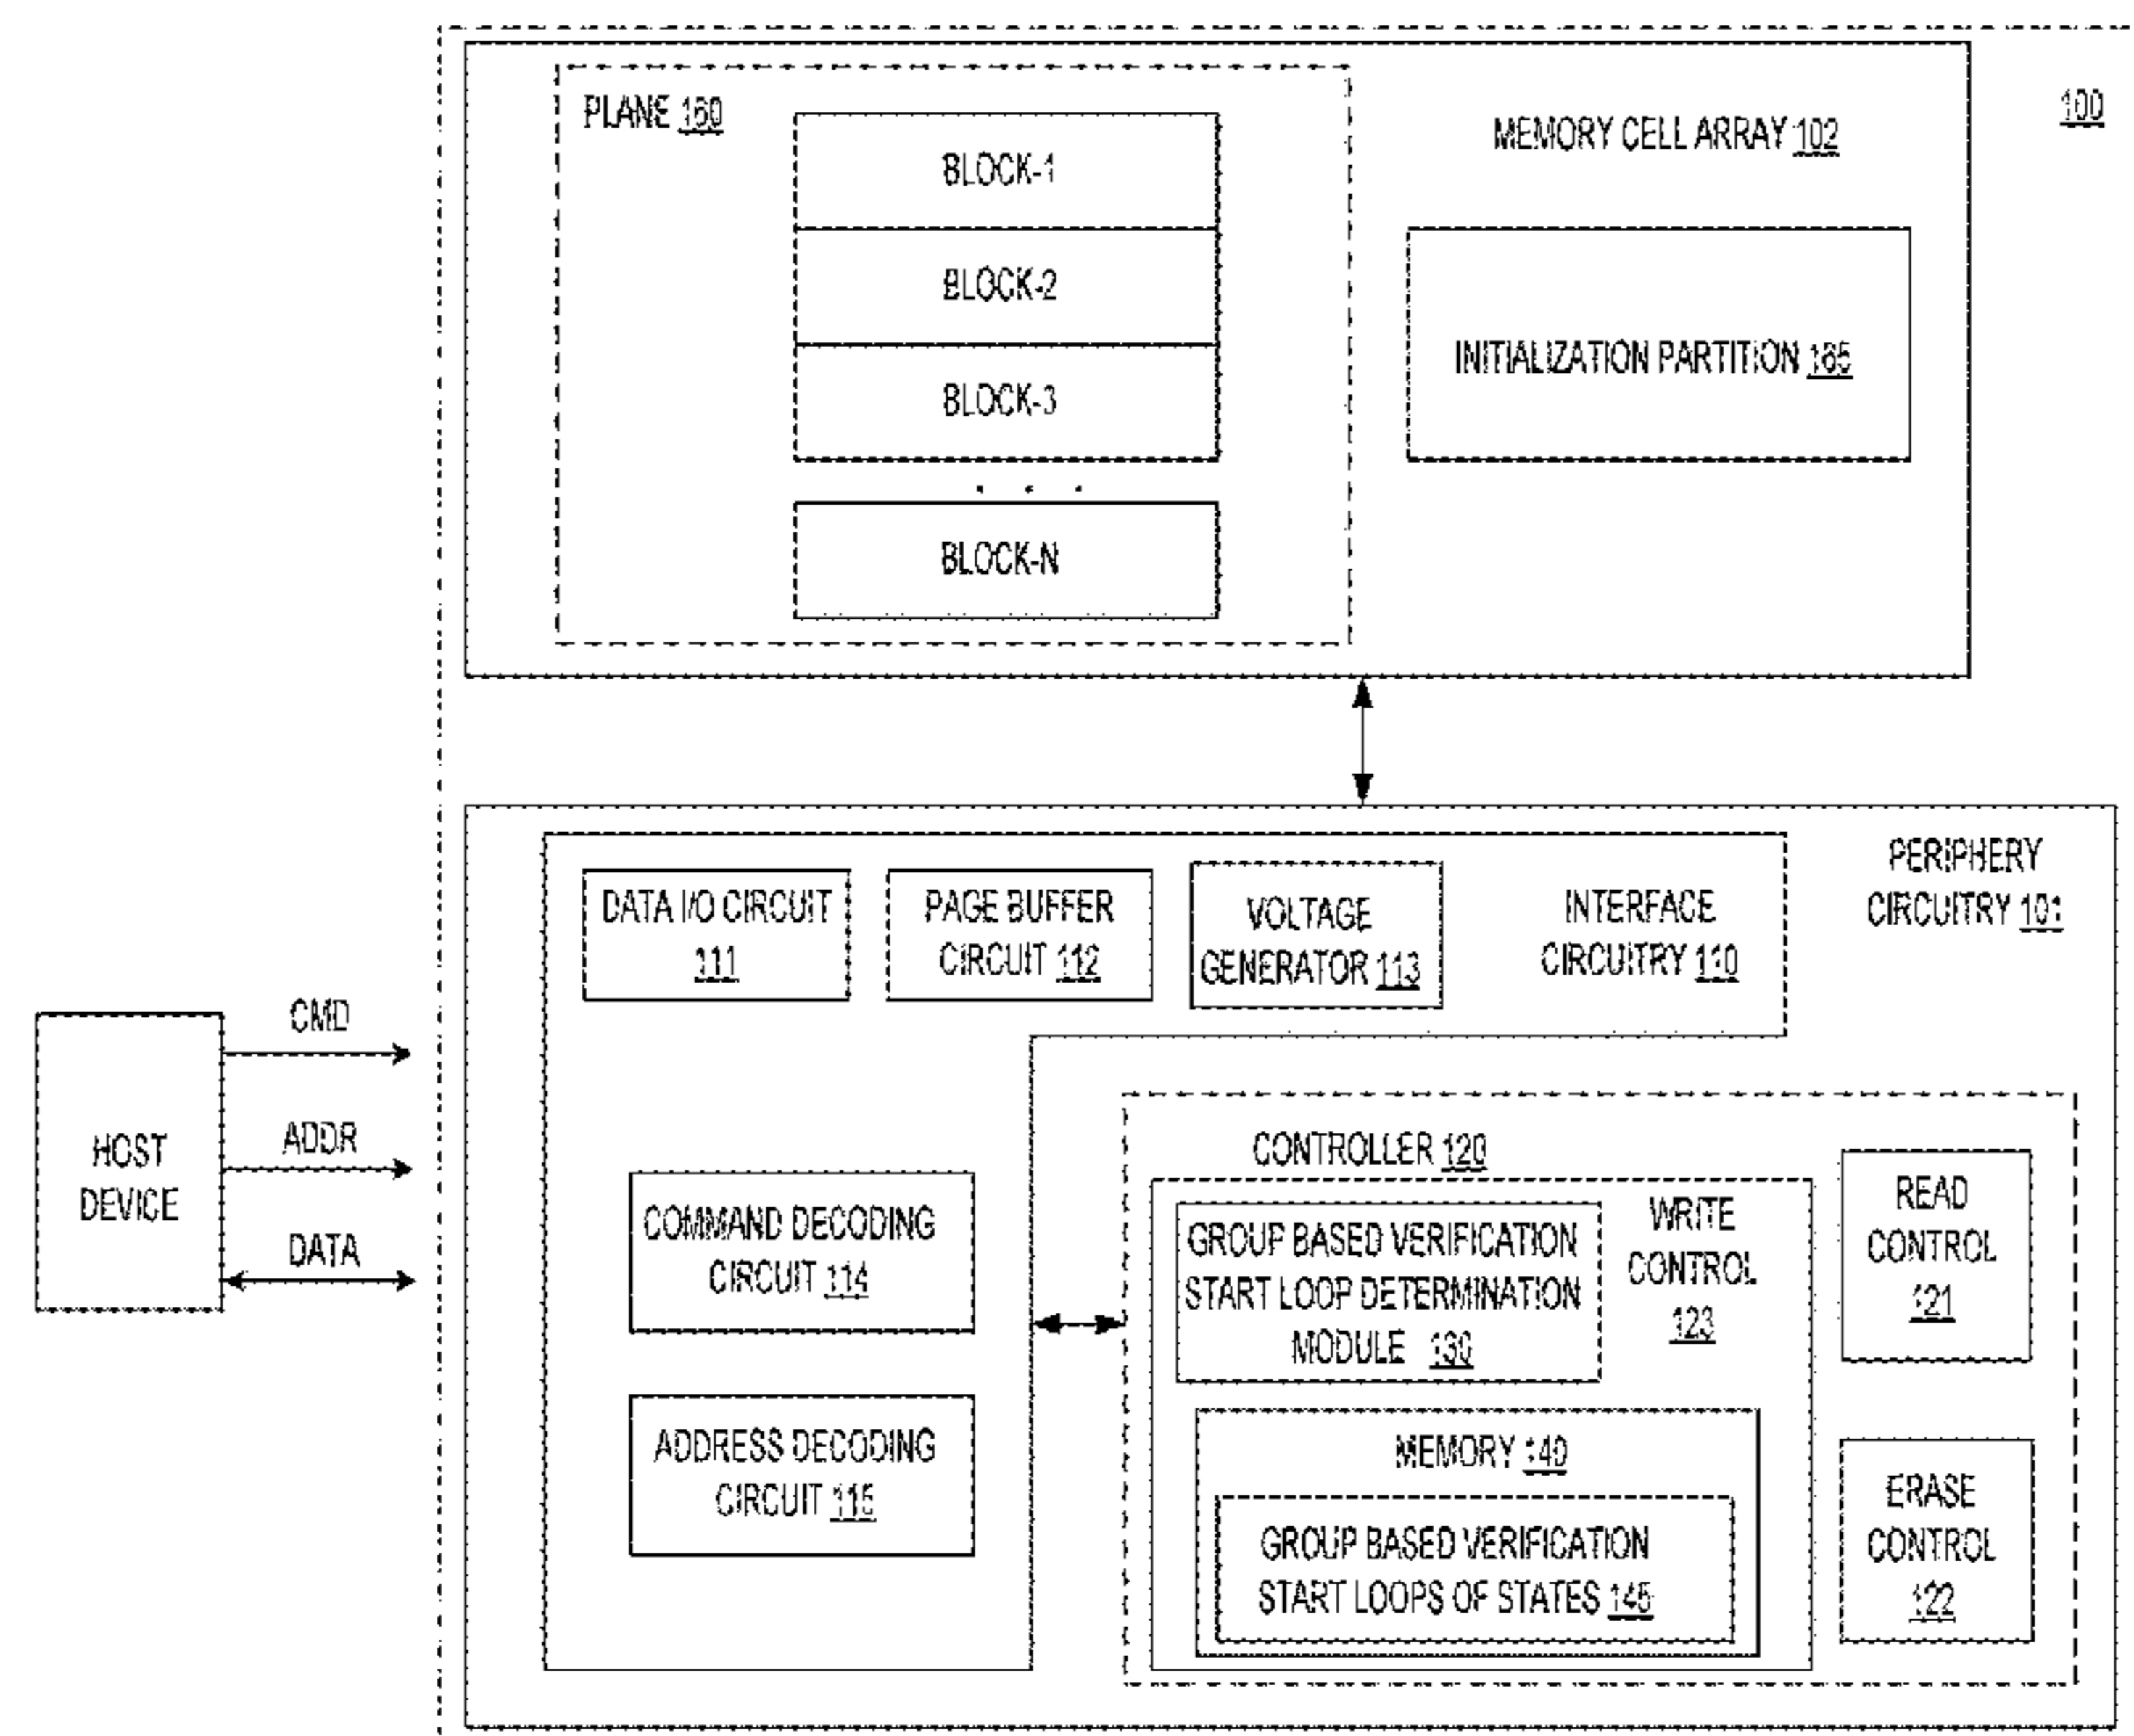 100
PLANE 160
MEMORY CELL ARRAY 102
BLOCK-1
BLOCK-2
BLOCK-3
. . .
BLOCK-N
INITIALIZATION PARTITION 165
PERIPHERY
CIRCUITRY 101
DATA I/O CIRCUIT
111
PAGE BUFFER
CIRCUIT 112
VOLTAGE
GENERATOR 113
INTERFACE
CIRCUITRY 110
HOST
DEVICE
CMD
ADDR
DATA
COMMAND DECODING
CIRCUIT 114
ADDRESS DECODING
CIRCUIT 115
CONTROLLER 120
GROUP BASED VERIFICATION
START LOOP DETERMINATION
MODULE 130
WRITE
CONTROL
123
READ
CONTROL
121
MEMORY 140
GROUP BASED VERIFICATION
START LOOPS OF STATES 145
ERASE
CONTROL
122